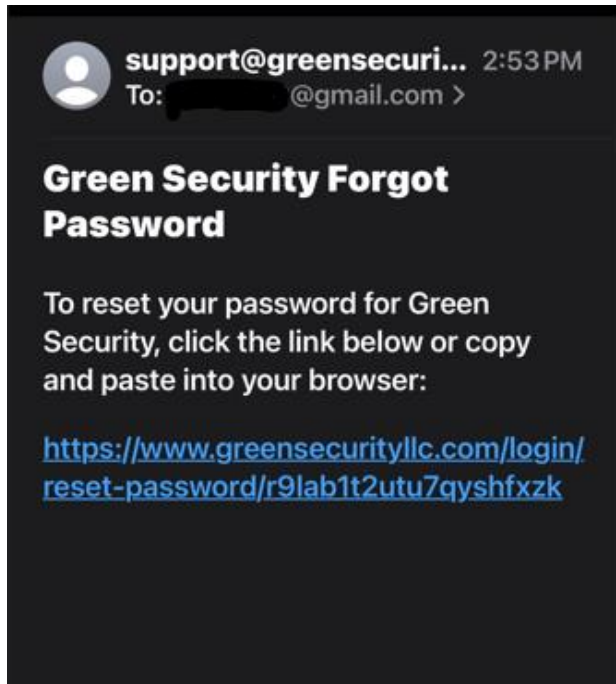 support@greensecuri... 2:53 PM
To: @gmail.com >
Green Security Forgot
Password
To reset your password for Green
Security, click the link below or copy
and paste into your browser:
https://www.greensecurityllc.com/login/
reset-password/r9lab1t2utu7qyshfxzk